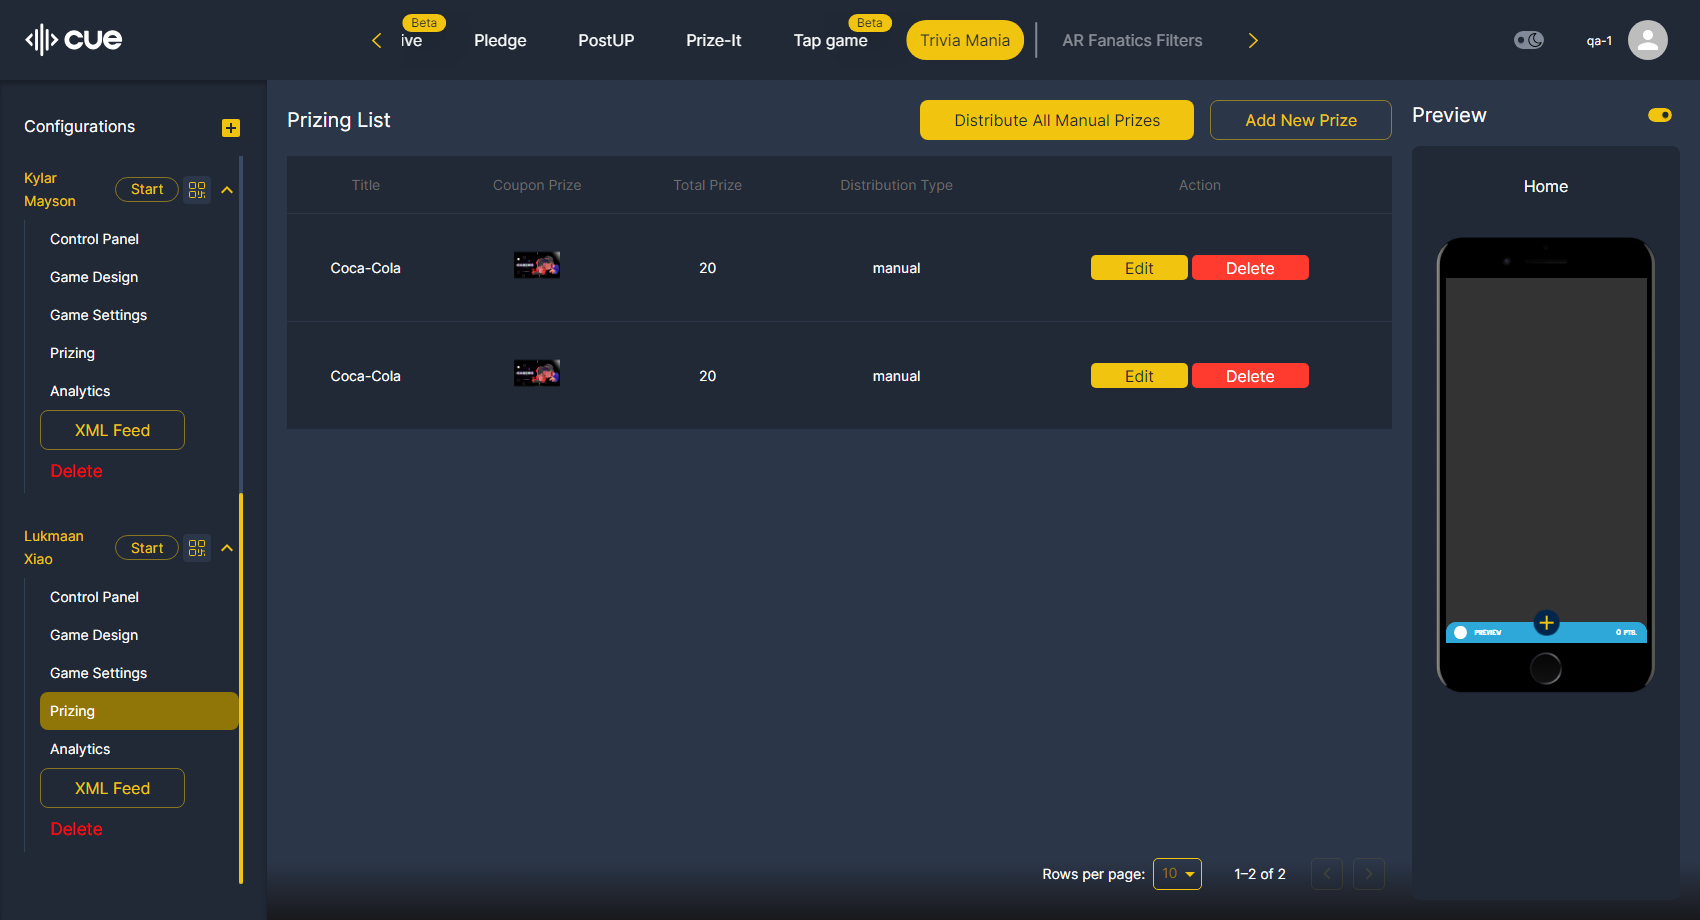 cue
Beta
Beta
ive
Pledge
PostUP
Prize-It
Tap game
Trivia Mania
AR Fanatics Filters
qa-1
Configurations
Kylar
Mayson
Start
Control Panel
Game Design
Game Settings
Prizing
Analytics
XML Feed
Delete
Lukmaan
Xiao
Start
Control Panel
Game Design
Game Settings
Prizing
Analytics
XML Feed
Delete
Prizing List
Distribute All Manual Prizes
Add New Prize
Title Coupon Prize Total Prize Distribution Type Action
Coca-Cola 20 manual Edit Delete
Coca-Cola 20 manual Edit Delete
Rows per page: 10 1–2 of 2
Preview
Home
PREVIEW 0 PTS.